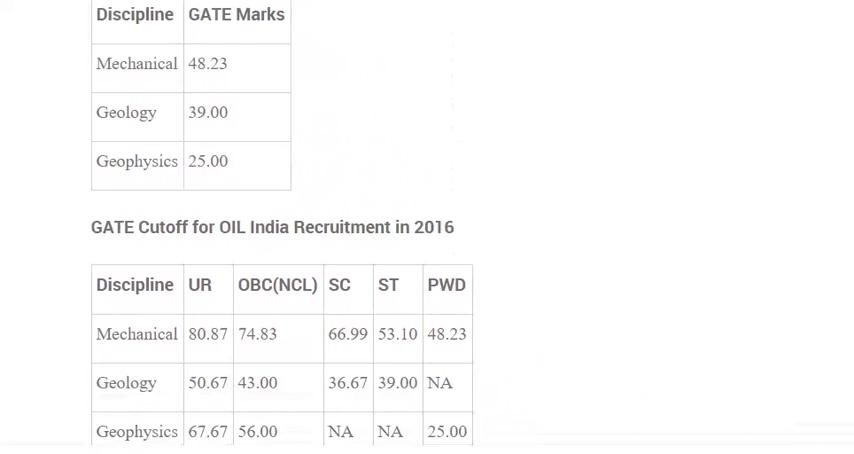 Discipline GATE Marks
Mechanical 48.23
Geology 39.00
Geophysics 25.00
GATE Cutoff for OIL India Recruitment in 2016
Discipline UR OBC(NCL) SC ST PWD
Mechanical 80.87 74.83 66.99 53.10 48.23
Geology 50.67 43.00 36.67 39.00 NA
Geophysics 67.67 56.00 NA NA 25.00